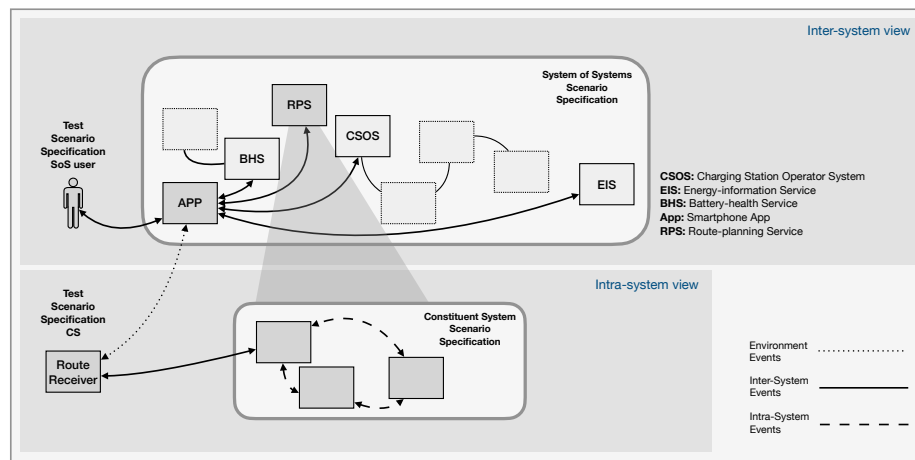 Inter-system view
System of Systems
Scenario
Specification
Test
Scenario
Specification
SoS user
RPS
CSOS
BHS
APP
EIS
CSOS: Charging Station Operator System
EIS: Energy-information Service
BHS: Battery-health Service
App: Smartphone App
RPS: Route-planning Service
Intra-system view
Test
Scenario
Specification
CS
Constituent System
Scenario
Specification
Route
Receiver
Environment
Events
Inter-System
Events
Intra-System
Events